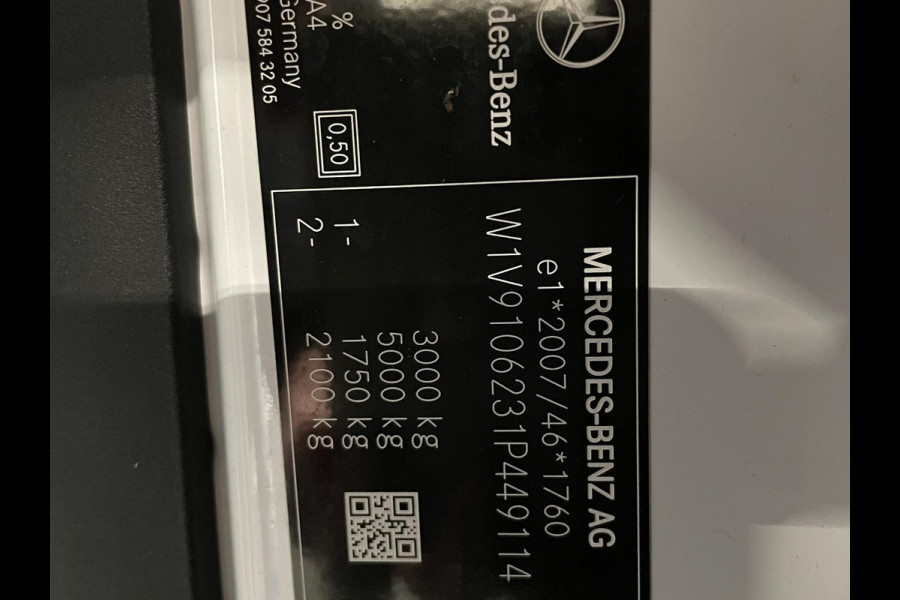 des-Benz
%
A4
Germany
907 584 32 05
0,50
MERCEDES-BENZ AG
e1*2007/46*1760
W1V9106231P449114
3000 kg
5000 kg
1- 1750 kg
2- 2100 kg